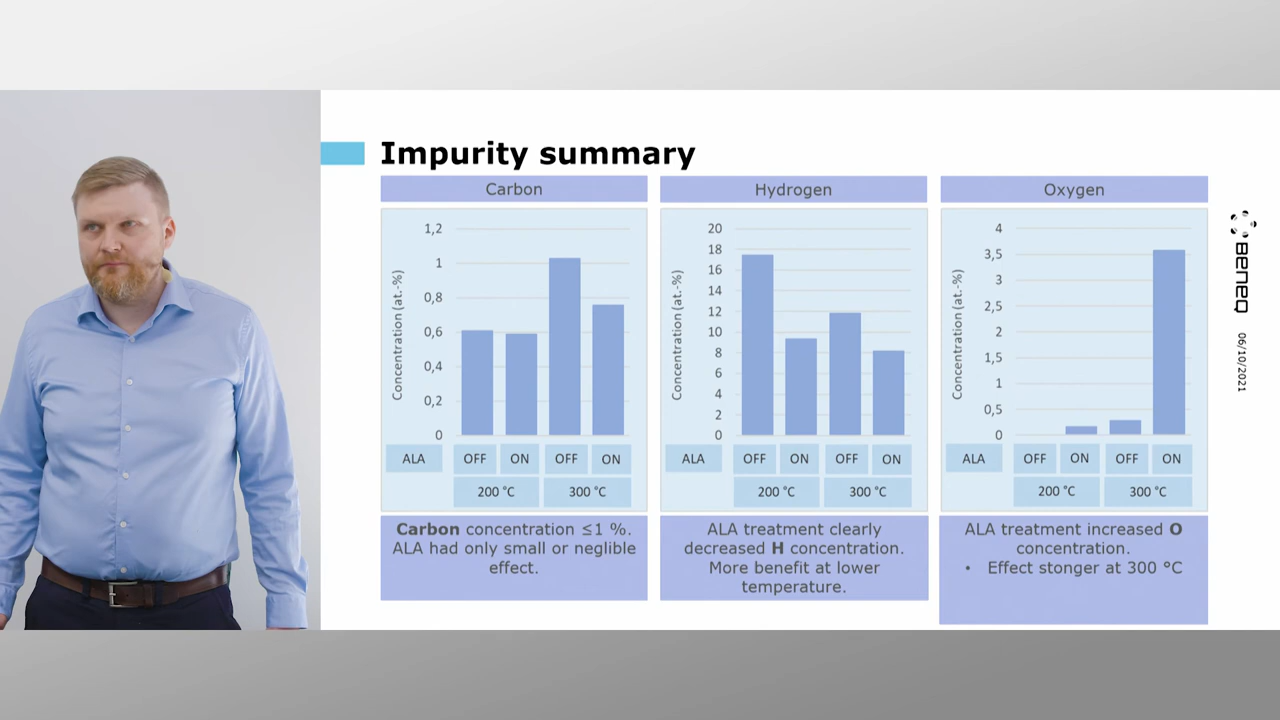 Impurity summary
Carbon
Hydrogen
Oxygen
Concentration (at.-%)
1,2
1
0,8
0,6
0,4
0,2
0
ALA
OFF
ON
OFF
ON
200 °C
300 °C
Concentration (at.-%)
20
18
16
14
12
10
8
6
4
2
0
ALA
OFF
ON
OFF
ON
200 °C
300 °C
Concentration (at.-%)
4
3,5
3
2,5
2
1,5
1
0,5
0
ALA
OFF
ON
OFF
ON
200 °C
300 °C
Carbon concentration ≤1 %.
ALA had only small or neglible
effect.
ALA treatment clearly
decreased H concentration.
More benefit at lower
temperature.
ALA treatment increased O
concentration.
• Effect stonger at 300 °C
BENEQ
06/10/2021